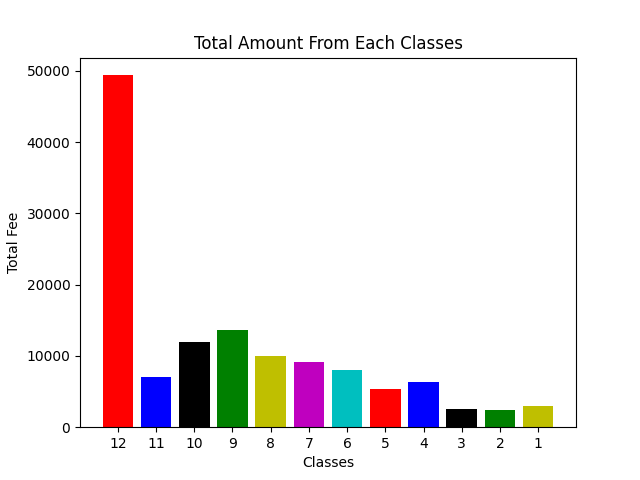 Total Amount From Each Classes
50000
40000
30000
20000
10000
0
Total Fee
12 11 10 9 8 7 6 5 4 3 2 1
Classes